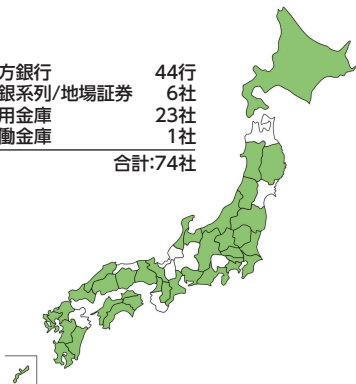 方銀行 44行
銀系列/地場証券 6社
用金庫 23社
働金庫 1社
合計:74社